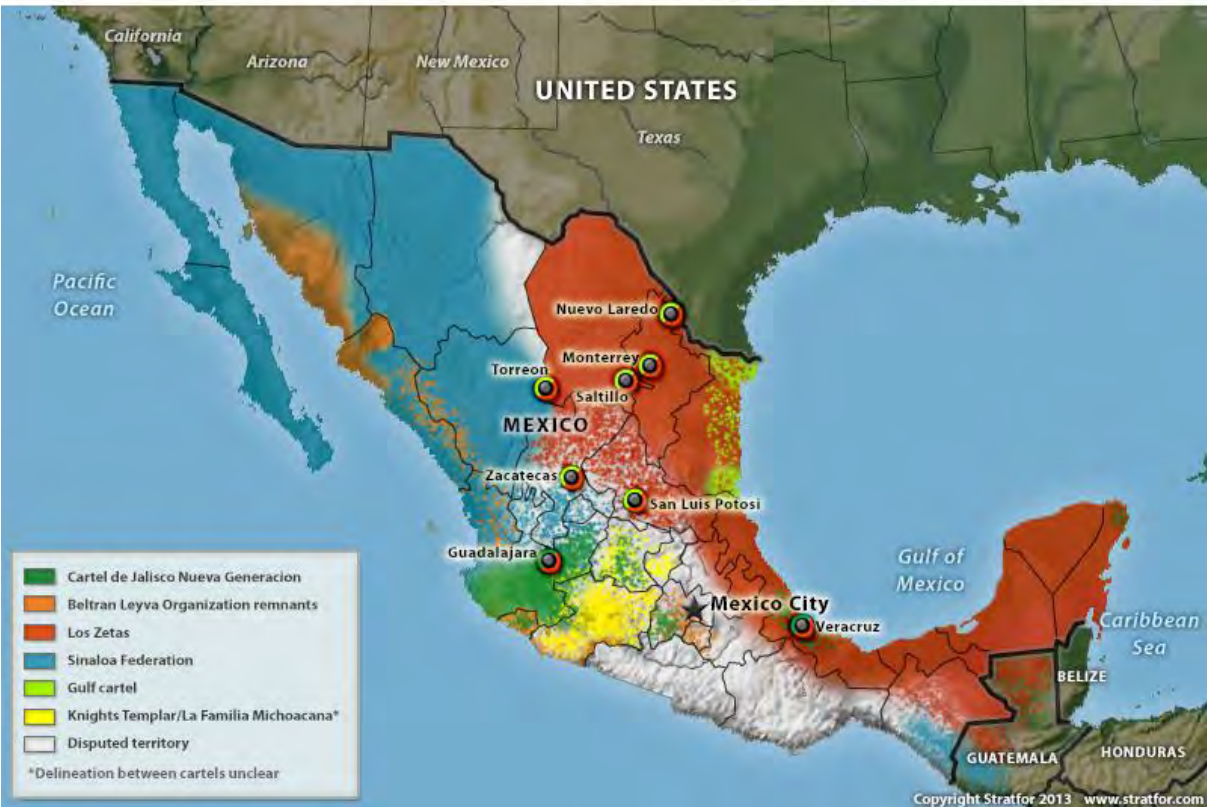 California
Arizona
New Mexico
UNITED STATES
Texas
Pacific
Ocean
Nuevo Laredo
Monterrey
Torreon
Saltillo
MEXICO
Zacatecas
San Luis Potosi
Guadalajara
Gulf of
Mexico
Mexico City
Veracruz
Caribbean
Sea
BELIZE
GUATEMALA
HONDURAS
Cartel de Jalisco Nueva Generacion
Beltran Leyva Organization remnants
Los Zetas
Sinaloa Federation
Gulf cartel
Knights Templar/La Familia Michoacana*
Disputed territory
*Delineation between cartels unclear
Copyright Stratfor 2013 www.stratfor.com